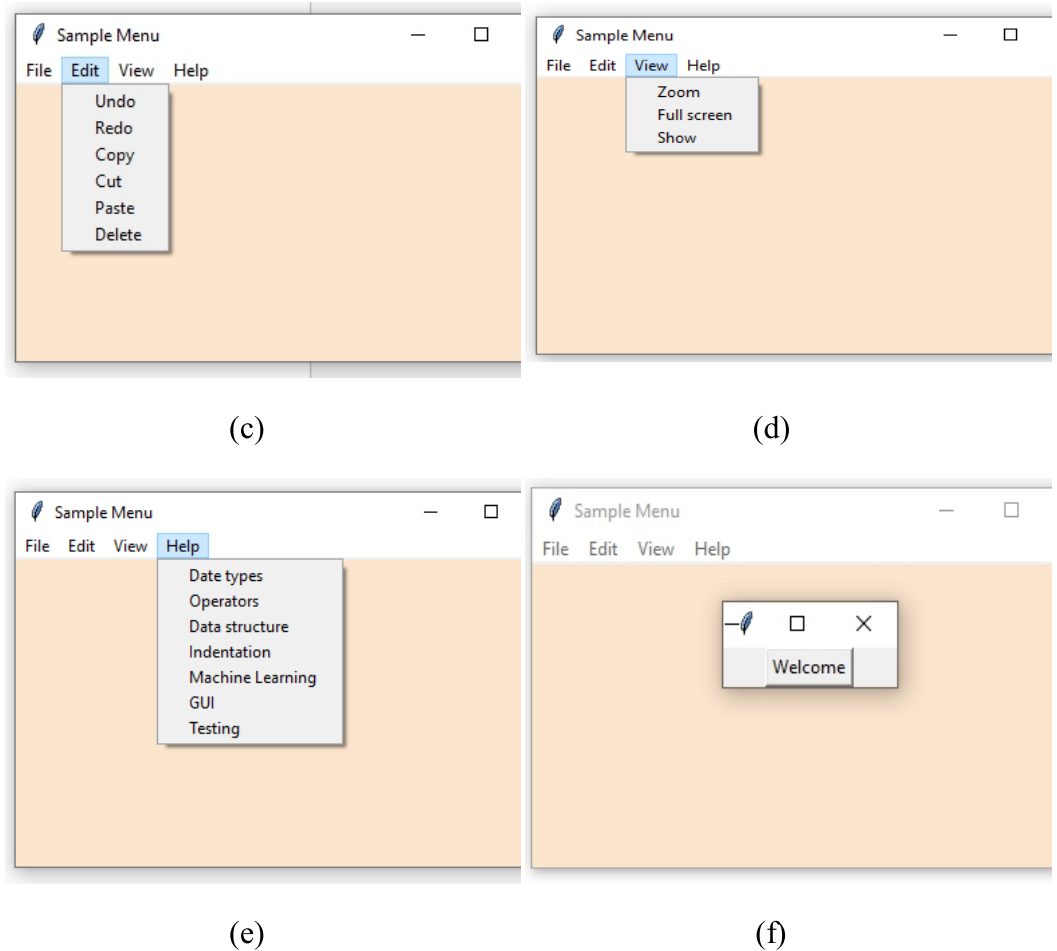 Sample Menu
File Edit View Help
Undo
Redo
Copy
Cut
Paste
Delete
(c)
Sample Menu
File Edit View Help
Zoom
Full screen
Show
(d)
Sample Menu
File Edit View Help
Date types
Operators
Data structure
Indentation
Machine Learning
GUI
Testing
(e)
Sample Menu
File Edit View Help
Welcome
(f)